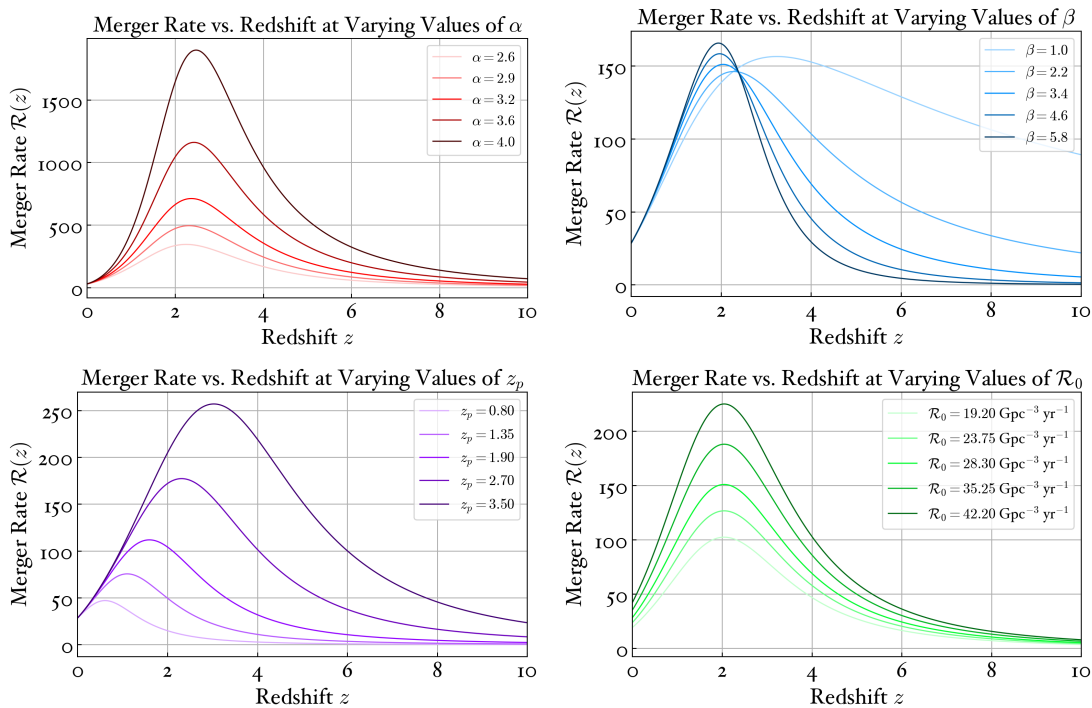 Merger Rate vs. Redshift at Varying Values of α
Merger Rate ℛ(z)
1500
1000
500
0
α = 2.6
α = 2.9
α = 3.2
α = 3.6
α = 4.0
0 2 4 6 8 10
Redshift z
Merger Rate vs. Redshift at Varying Values of β
Merger Rate ℛ(z)
150
100
50
0
β = 1.0
β = 2.2
β = 3.4
β = 4.6
β = 5.8
0 2 4 6 8 10
Redshift z
Merger Rate vs. Redshift at Varying Values of z_p
Merger Rate ℛ(z)
250
200
150
100
50
0
z_p = 0.80
z_p = 1.35
z_p = 1.90
z_p = 2.70
z_p = 3.50
0 2 4 6 8 10
Redshift z
Merger Rate vs. Redshift at Varying Values of ℛ₀
Merger Rate ℛ(z)
200
150
100
50
0
ℛ₀ = 19.20 Gpc⁻³ yr⁻¹
ℛ₀ = 23.75 Gpc⁻³ yr⁻¹
ℛ₀ = 28.30 Gpc⁻³ yr⁻¹
ℛ₀ = 35.25 Gpc⁻³ yr⁻¹
ℛ₀ = 42.20 Gpc⁻³ yr⁻¹
0 2 4 6 8 10
Redshift z